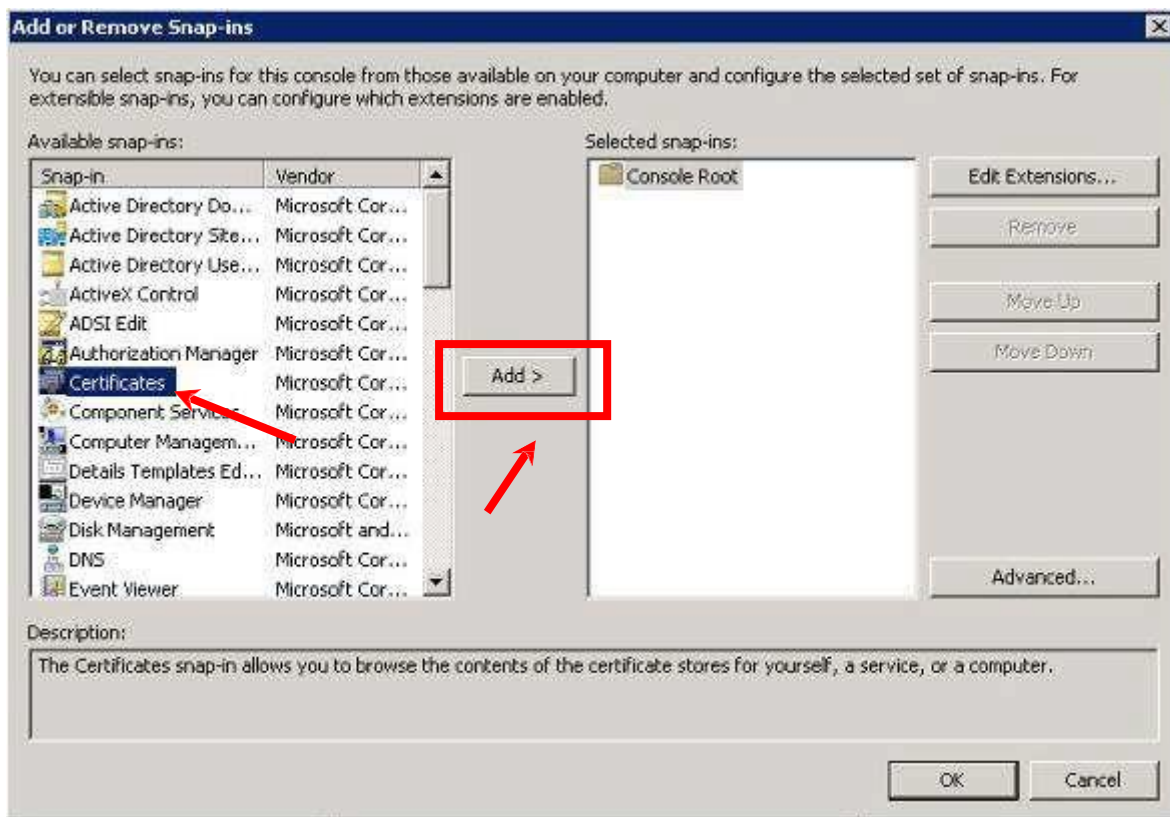 Add or Remove Snap-ins
You can select snap-ins for this console from those available on your computer and configure the selected set of snap-ins. For
extensible snap-ins, you can configure which extensions are enabled.
Available snap-ins:
Selected snap-ins:
Snap-in Vendor
Active Directory Do... Microsoft Cor...
Active Directory Site... Microsoft Cor...
Active Directory Use... Microsoft Cor...
ActiveX Control Microsoft Cor...
ADSI Edit Microsoft Cor...
Authorization Manager Microsoft Cor...
Certificates Microsoft Cor...
Component Services Microsoft Cor...
Computer Managem... Microsoft Cor...
Details Templates Ed... Microsoft Cor...
Device Manager Microsoft Cor...
Disk Management Microsoft and...
DNS Microsoft Cor...
Event Viewer Microsoft Cor...
Add >
Console Root
Edit Extensions...
Remove
Move Up
Move Down
Advanced...
Description:
The Certificates snap-in allows you to browse the contents of the certificate stores for yourself, a service, or a computer.
OK
Cancel